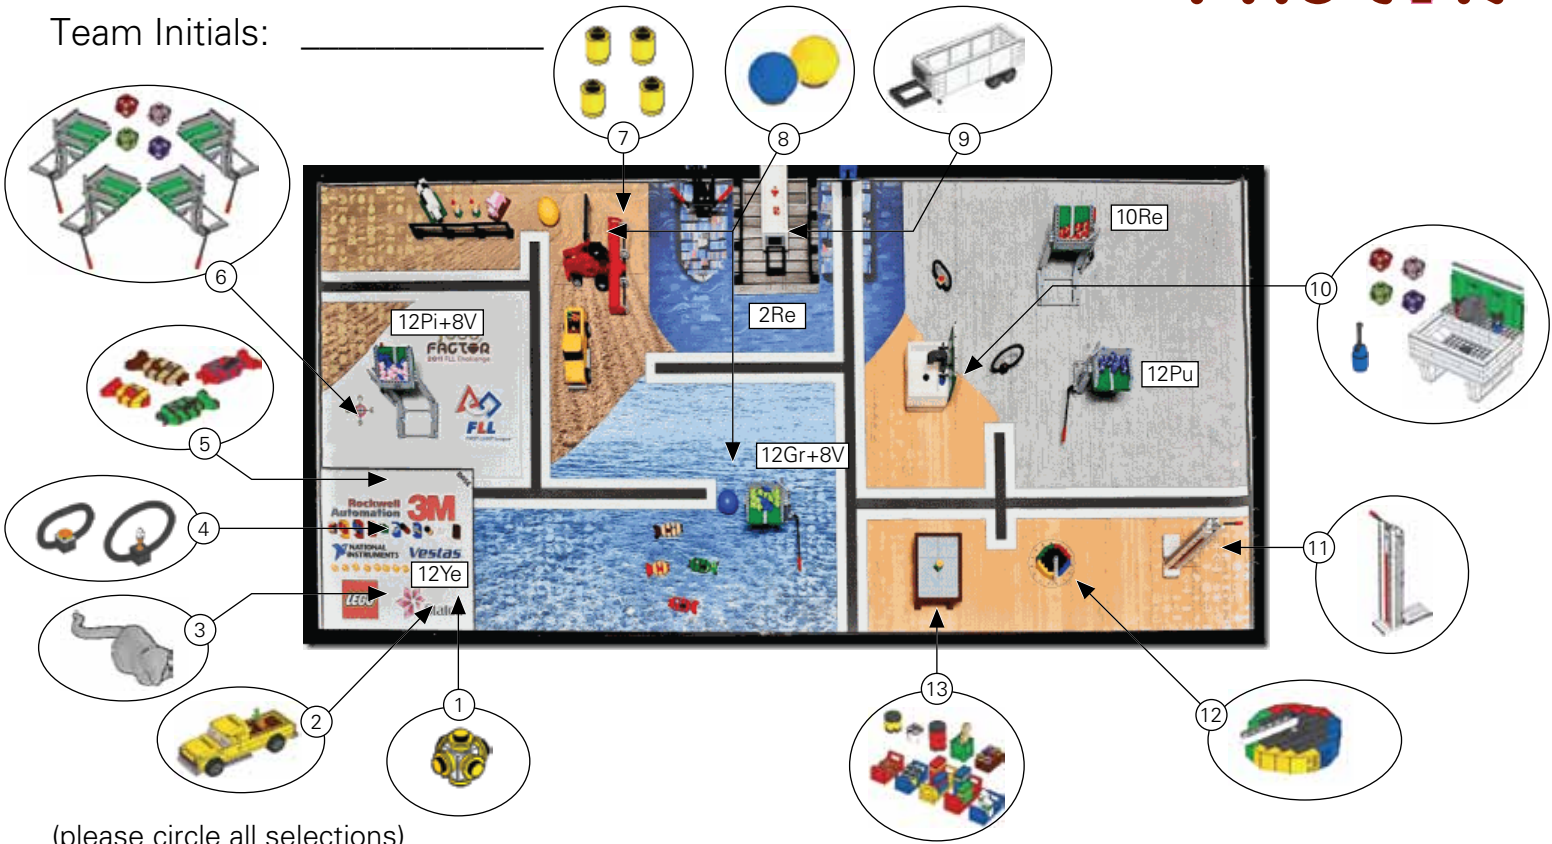 Team Initials:
7
8
9
10Re
6
10
2Re
12Pi+8V
FACTOR
2011 FLL Challenge
12Pu
FLL
5
12Gr+8V
Base
Rockwell
Automation
3M
4
11
NATIONAL
INSTRUMENTS
Vestas
12Ye
LEGO
3
13
1
2
12
(please circle all selections)